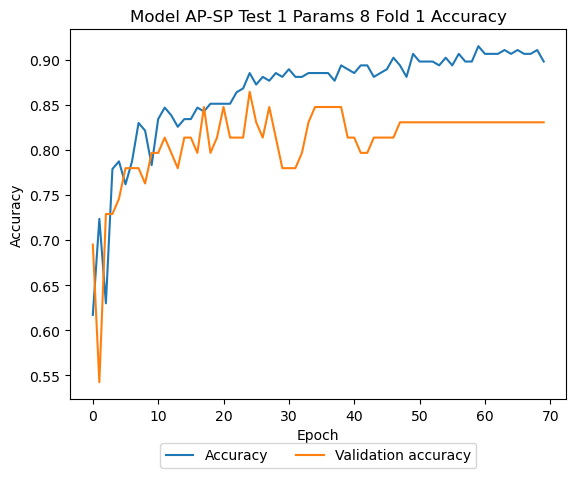 Model AP-SP Test 1 Params 8 Fold 1 Accuracy
0.90
0.85
0.80
0.75
0.70
0.65
0.60
0.55
Accuracy
0 10 20 30 40 50 60 70
Epoch
Accuracy Validation accuracy